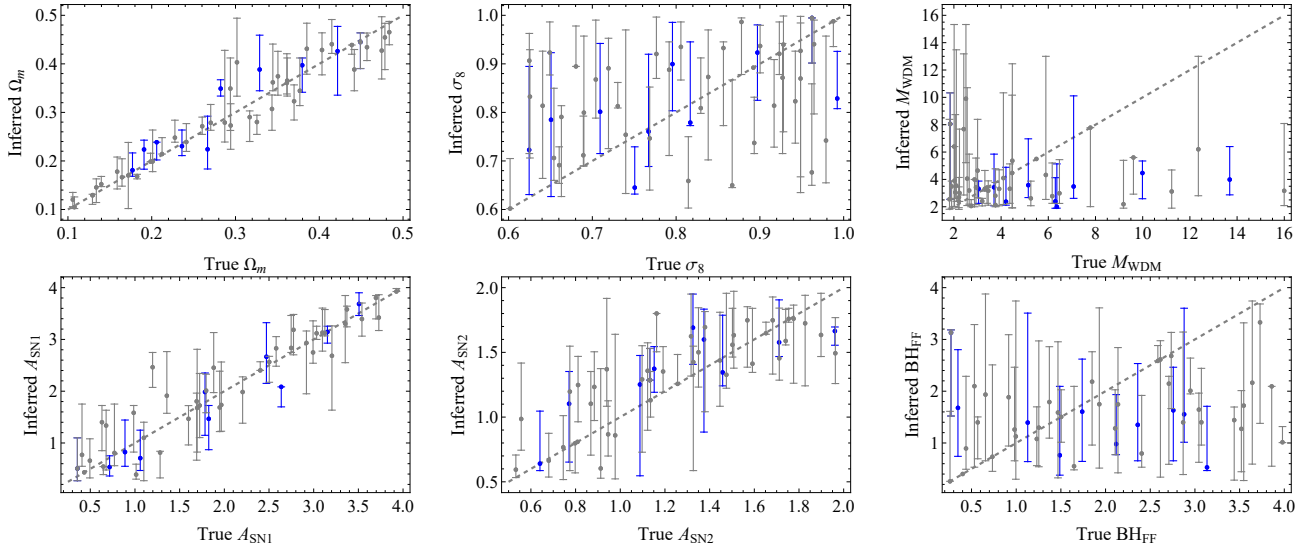 0.5
0.4
0.3
0.2
0.1
Inferred Ωₘ
0.1 0.2 0.3 0.4 0.5
True Ωₘ
1.0
0.9
0.8
0.7
0.6
Inferred σ₈
0.6 0.7 0.8 0.9 1.0
True σ₈
16
14
12
10
8
6
4
2
Inferred M_WDM
2 4 6 8 10 12 14 16
True M_WDM
4
3
2
1
Inferred A_SN1
0.5 1.0 1.5 2.0 2.5 3.0 3.5 4.0
True A_SN1
2.0
1.5
1.0
0.5
Inferred A_SN2
0.6 0.8 1.0 1.2 1.4 1.6 1.8 2.0
True A_SN2
4
3
2
1
Inferred BH_FF
0.5 1.0 1.5 2.0 2.5 3.0 3.5 4.0
True BH_FF